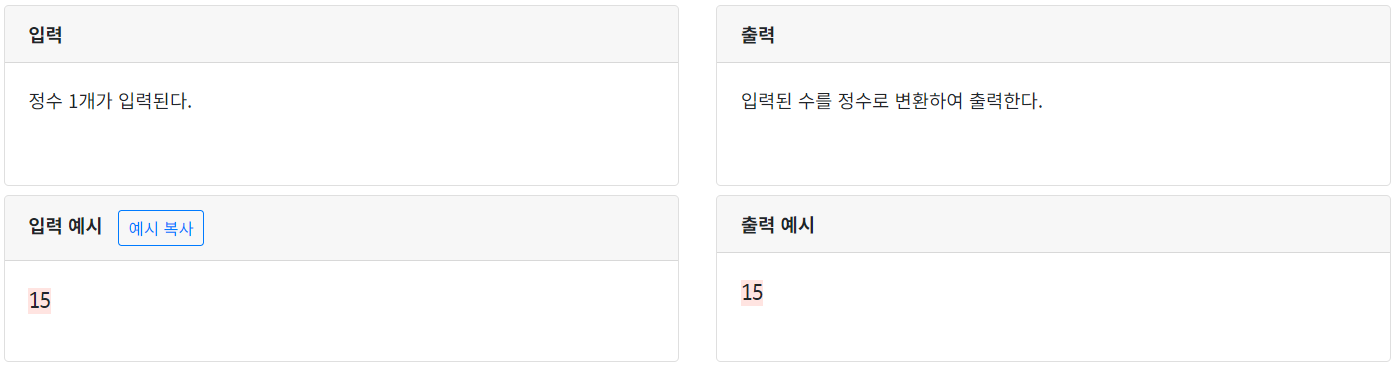 입력
정수 1개가 입력된다.
출력
입력된 수를 정수로 변환하여 출력한다.
입력 예시 예시 복사
15
출력 예시
15